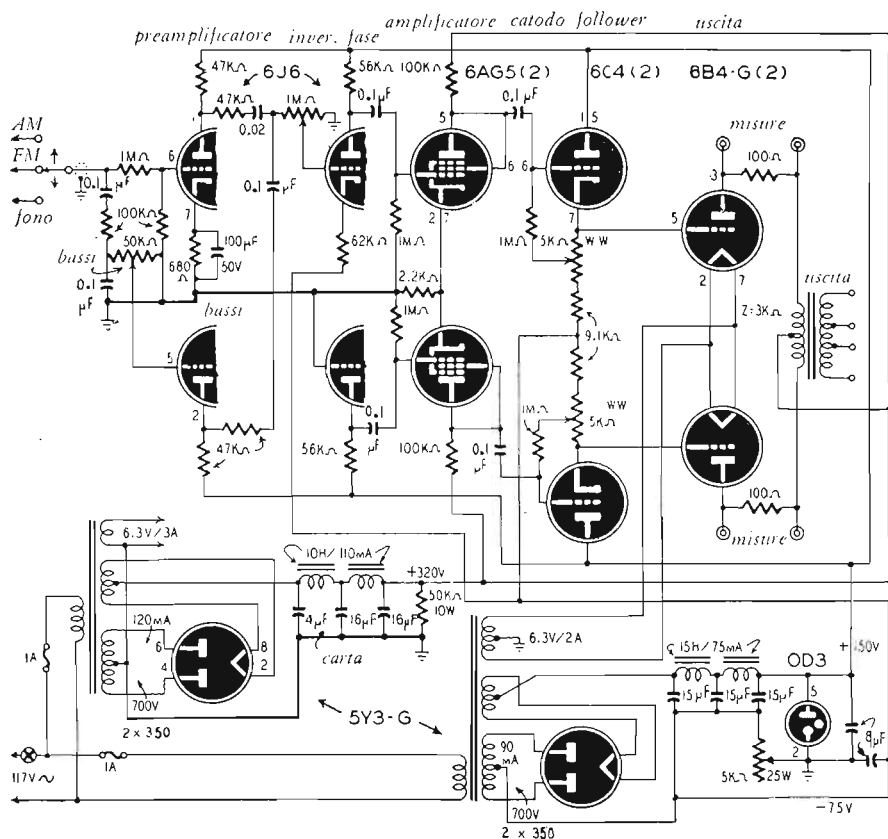 amplificatore catodo follower uscita
preamplificatore inver. fase
47KΩ
6J6
56KΩ
100KΩ
6AG5(2)
6C4(2)
8B4-G(2)
0.1µF
0.1µF
47KΩ
1MΩ
0.02
5
1 5
misure
misure
AM
FM
fono
6
1MΩ
0.1
µF
0.1
µF
6
6
100Ω
3
7
2
7
7
5
100KΩ
50KΩ
bassi
0.1
µF
680
Ω
100µF
50V
62KΩ
1MΩ
1MΩ
5KΩ
WW
2
7
uscita
2.2KΩ
1MΩ
Z=3KΩ
bassi
9.1KΩ
5
2
1MΩ
WW
5KΩ
47KΩ
0.1
µF
56KΩ
100KΩ
0.1
µF
100Ω
misure
6.3V/3A
10H/110mA
+320V
50KΩ
10W
4µF
16µF
16µF
carta
120mA
6
4
8
2
1A
700V
2 x 350
6.3V/2A
15H/75mA
OD3
+150V
15µF
15µF
15µF
5
2
8µF
5Y3-G
117V~
1A
90
mA
700V
2 x 350
5KΩ
25W
-75V